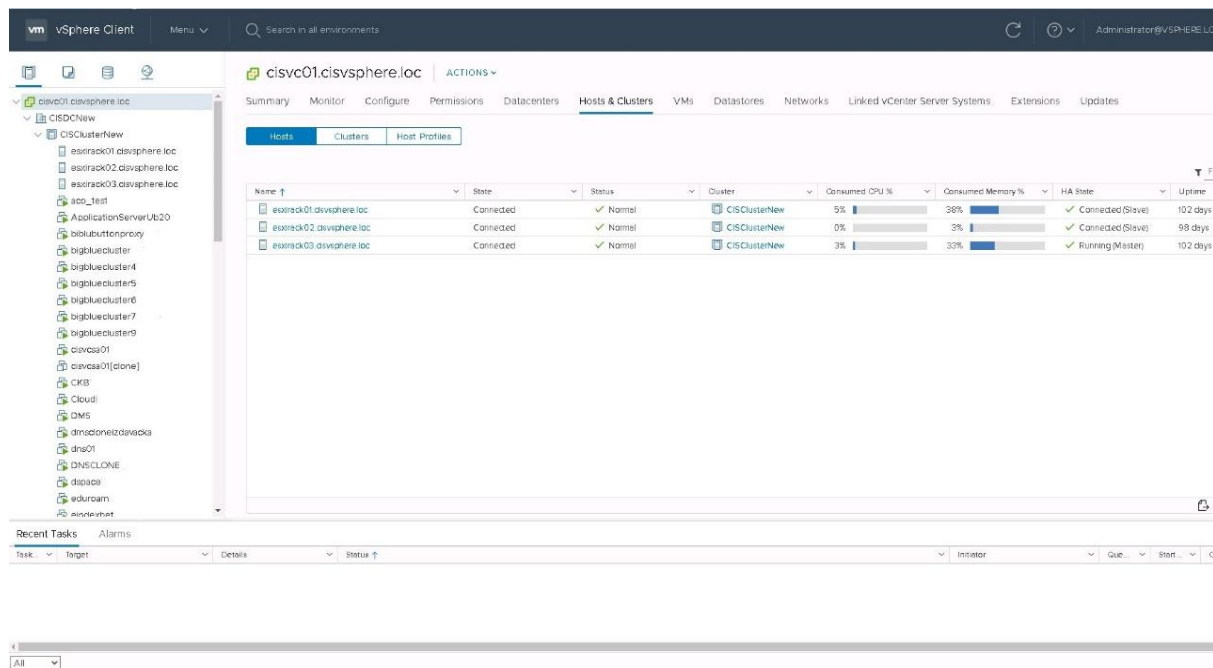 vm vSphere Client Menu Search in all environments Administrator@VSPHERE.LO
cisvc01.cisvsphere.loc ACTIONS
Summary Monitor Configure Permissions Datacenters Hosts & Clusters VMs Datastores Networks Linked vCenter Server Systems Extensions Updates
Hosts Clusters Host Profiles
cisvc01.cisvsphere.loc
CISDCNew
CISClusterNew
esxirack01.cisvsphere.loc
esxirack02.cisvsphere.loc
esxirack03.cisvsphere.loc
aco_test
ApplicationServerUb20
biblubuttonproxy
bigbluecluster
bigbluecluster4
bigbluecluster5
bigbluecluster6
bigbluecluster7
bigbluecluster9
cisvcsa01
cisvcsa01[clone]
CKB
Cloudi
DMS
dmscloneizdavacka
dns01
DNSCLONE
dspace
eduroam
eindexbet
Name State Status Cluster Consumed CPU % Consumed Memory % HA State Uptime
esxirack01.cisvsphere.loc Connected Normal CISClusterNew 5% 38% Connected (Slave) 102 days
esxirack02.cisvsphere.loc Connected Normal CISClusterNew 0% 3% Connected (Slave) 98 days
esxirack03.cisvsphere.loc Connected Normal CISClusterNew 3% 33% Running (Master) 102 days
Recent Tasks Alarms
Task... Target Details Status Initiator Que... Start...
All